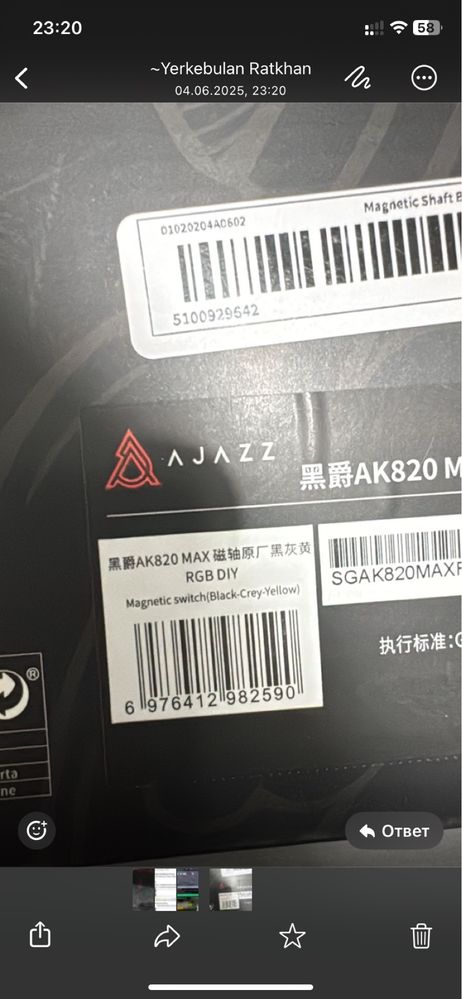 23:20
58
~Yerkebulan Ratkhan
04.06.2025, 23:20
Magnetic Shaft
01020204A0602
5100929642
AJAZZ
黑爵AK820
黑爵AK820 MAX 磁轴原厂黑灰黄
RGB DIY
Magnetic switch(Black-Crey-Yellow)
6 976412 982590
SGAK820MAX
执行标准:
®
Ответ